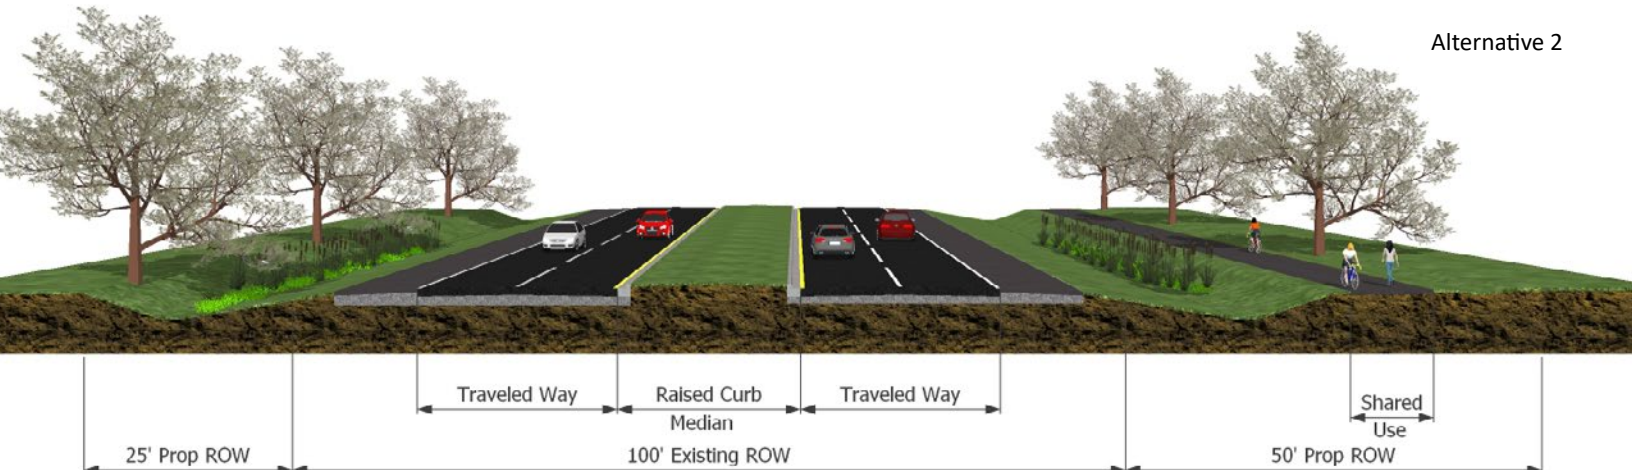 Alternative 2
Traveled Way
Raised Curb
Median
Traveled Way
Shared
Use
25' Prop ROW
100' Existing ROW
50' Prop ROW